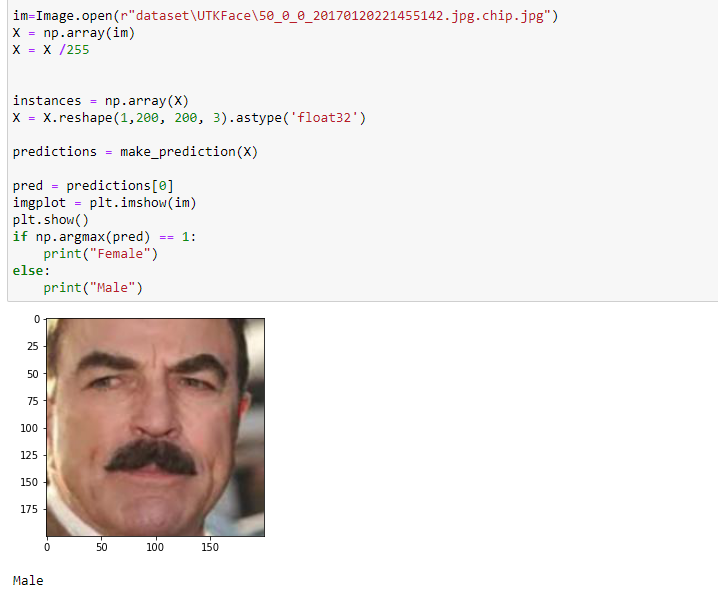 im=Image.open(r"dataset\UTKFace\50_0_0_20170120221455142.jpg.chip.jpg")
X = np.array(im)
X = X /255
instances = np.array(X)
X = X.reshape(1,200, 200, 3).astype('float32')
predictions = make_prediction(X)
pred = predictions[0]
imgplot = plt.imshow(im)
plt.show()
if np.argmax(pred) == 1:
    print("Female")
else:
    print("Male")
0
25
50
75
100
125
150
175
0 50 100 150
Male